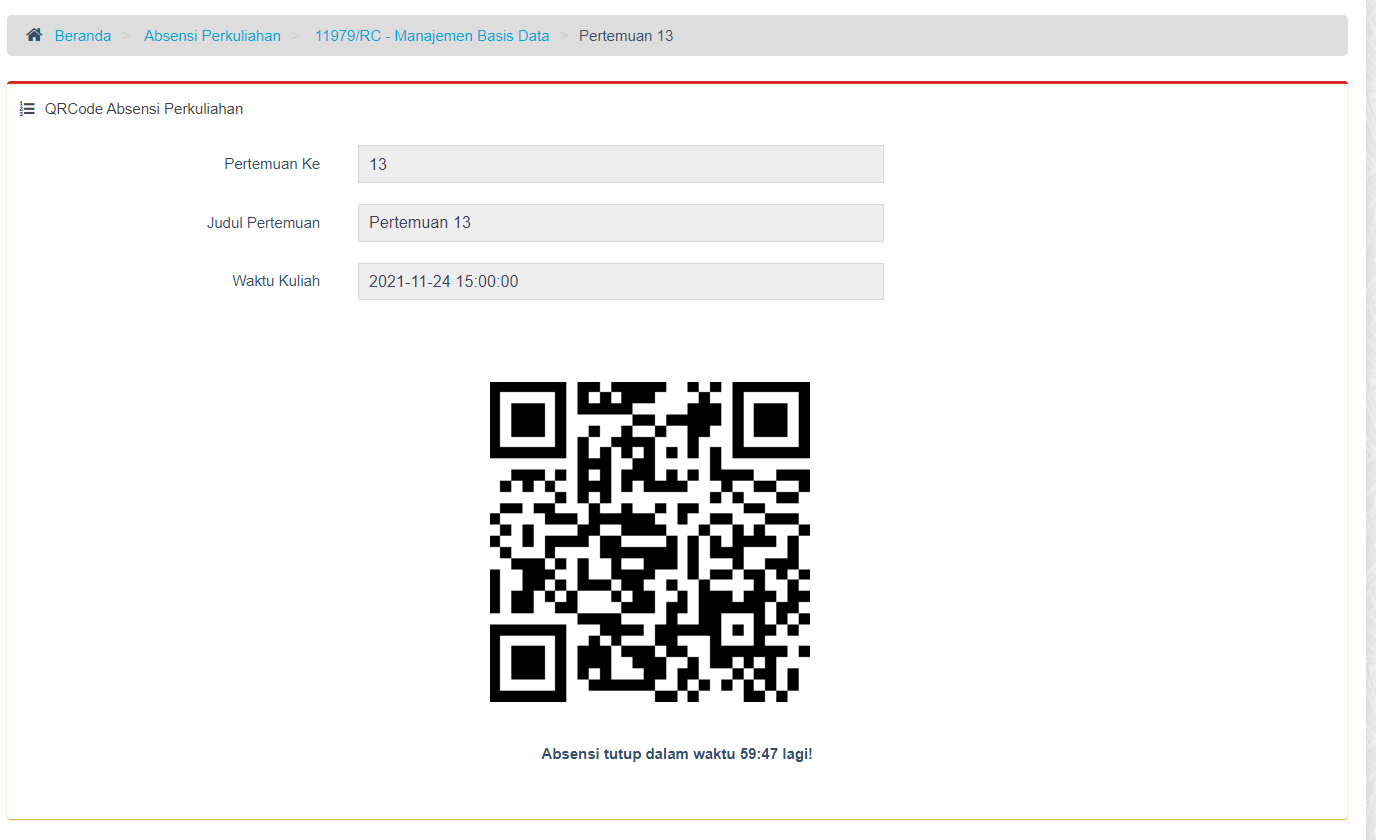 Beranda > Absensi Perkuliahan > 11979/RC - Manajemen Basis Data > Pertemuan 13
QRCode Absensi Perkuliahan
Pertemuan Ke 13
Judul Pertemuan Pertemuan 13
Waktu Kuliah 2021-11-24 15:00:00
Absensi tutup dalam waktu 59:47 lagi!